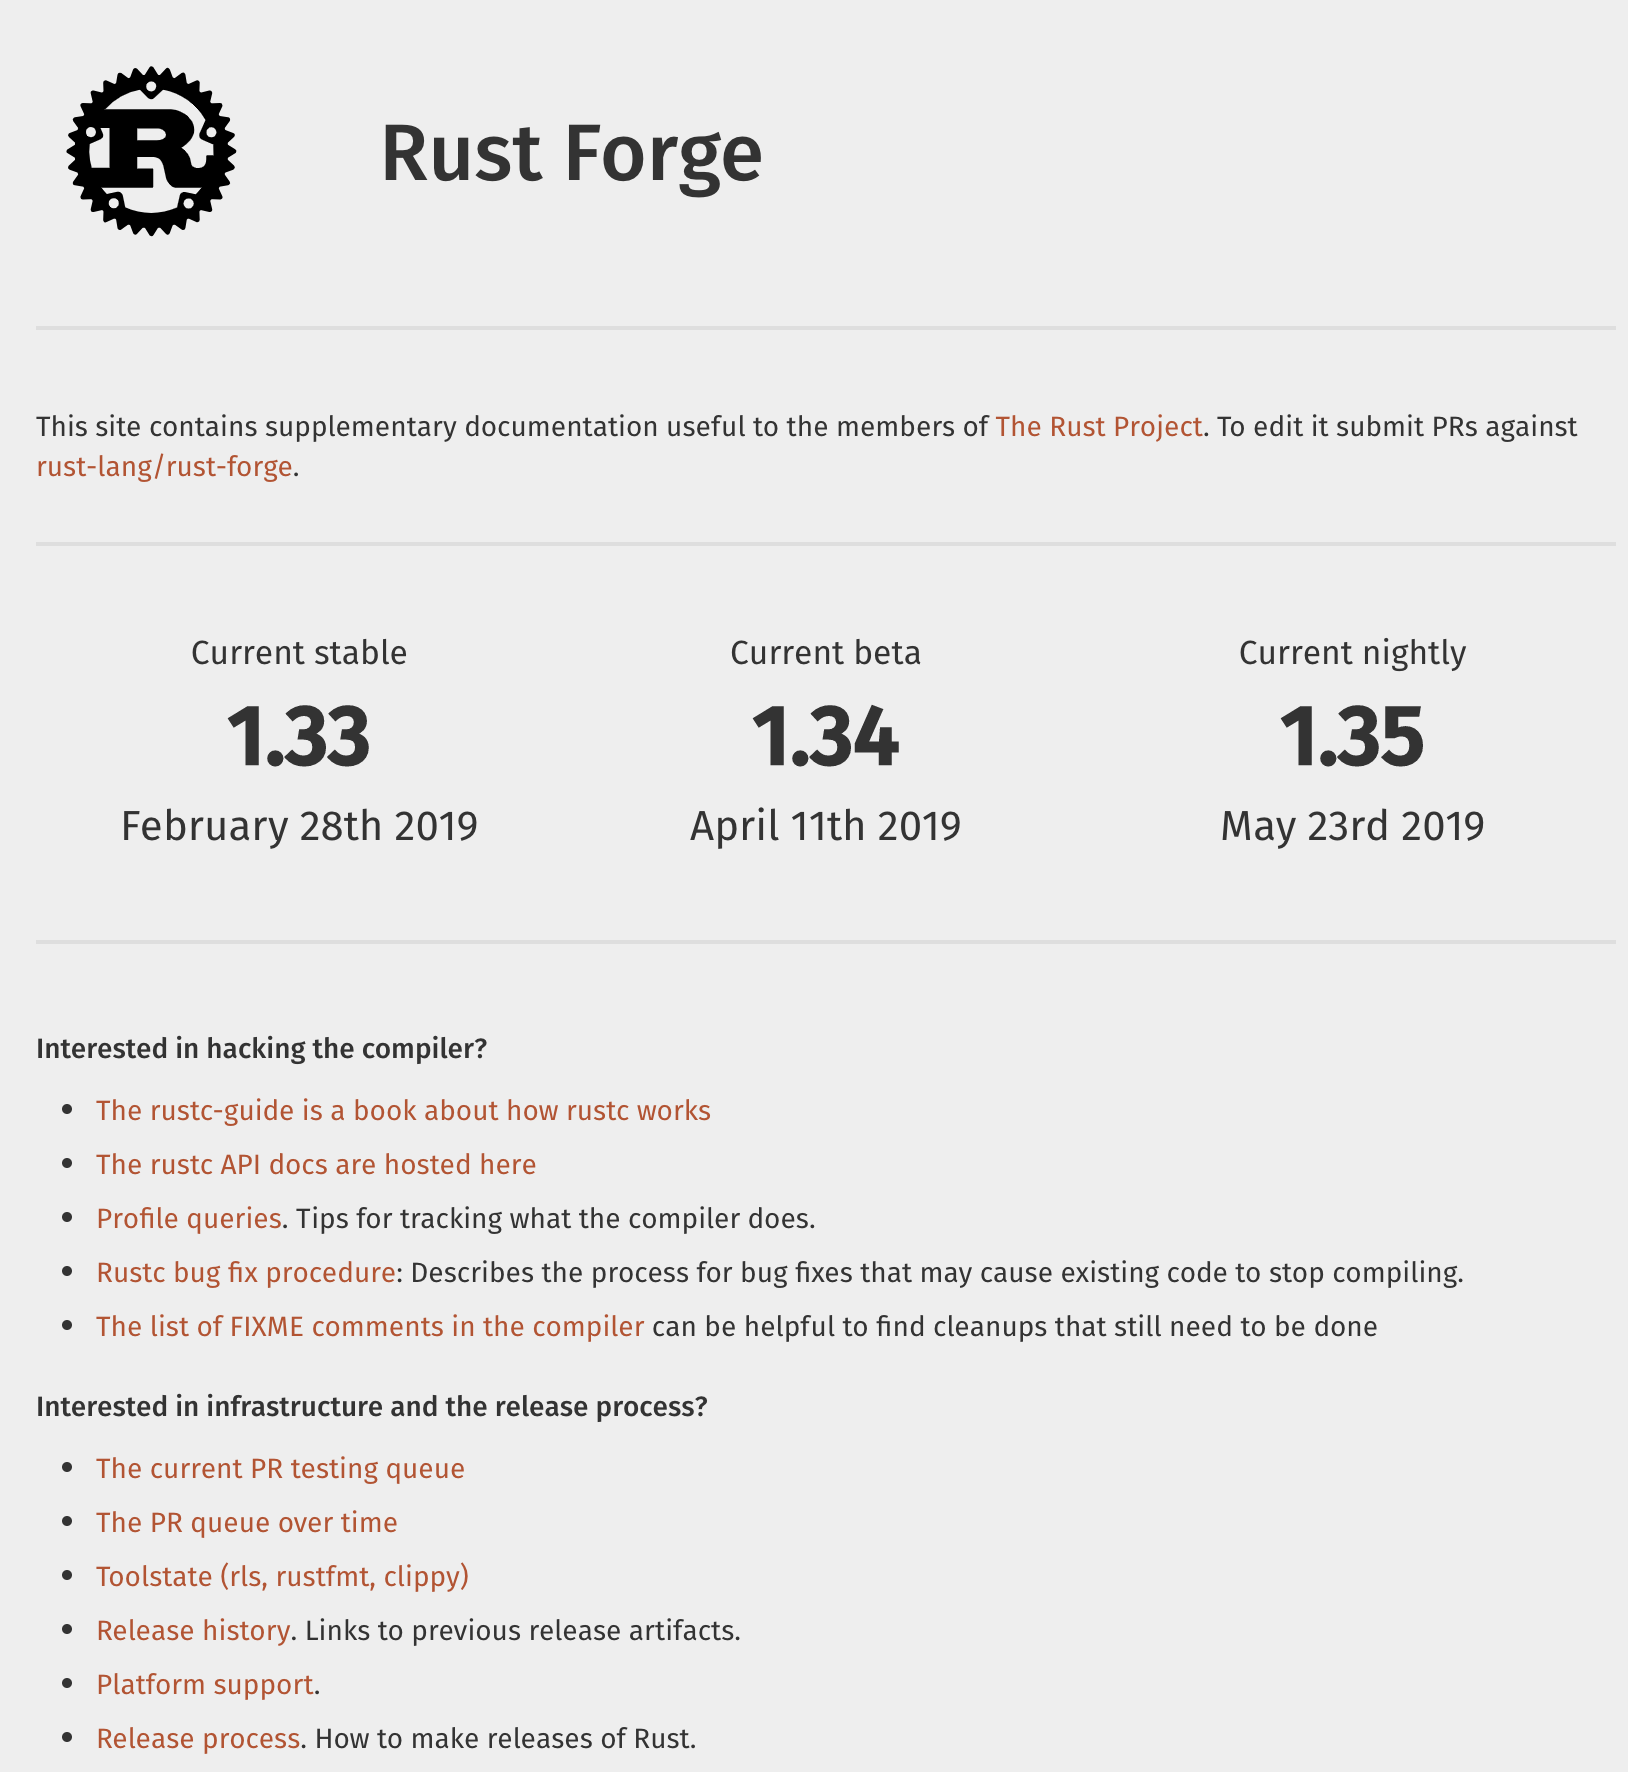 R
Rust Forge
This site contains supplementary documentation useful to the members of The Rust Project. To edit it submit PRs against
rust-lang/rust-forge.
Current stable
1.33
February 28th 2019
Current beta
1.34
April 11th 2019
Current nightly
1.35
May 23rd 2019
Interested in hacking the compiler?
• The rustc-guide is a book about how rustc works
• The rustc API docs are hosted here
• Profile queries. Tips for tracking what the compiler does.
• Rustc bug fix procedure: Describes the process for bug fixes that may cause existing code to stop compiling.
• The list of FIXME comments in the compiler can be helpful to find cleanups that still need to be done
Interested in infrastructure and the release process?
• The current PR testing queue
• The PR queue over time
• Toolstate (rls, rustfmt, clippy)
• Release history. Links to previous release artifacts.
• Platform support.
• Release process. How to make releases of Rust.